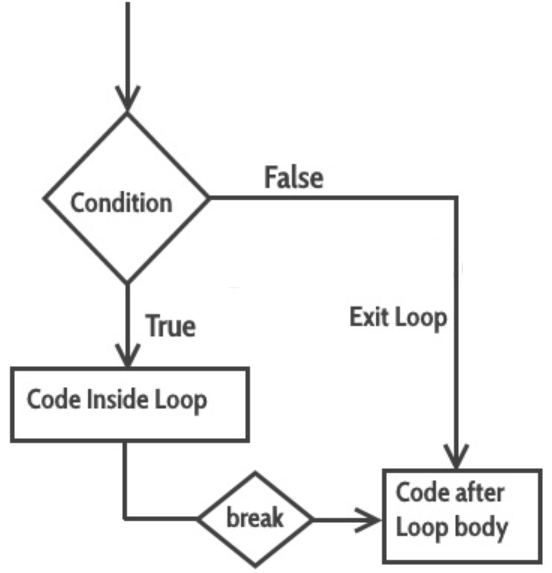 False
Condition
True
Exit Loop
Code Inside Loop
break
Code after
Loop body